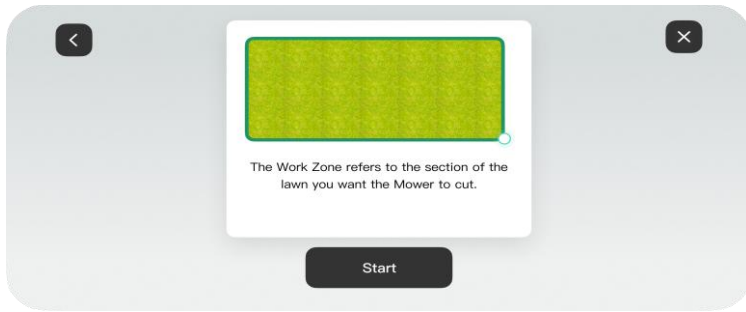 The Work Zone refers to the section of the
lawn you want the Mower to cut.
Start